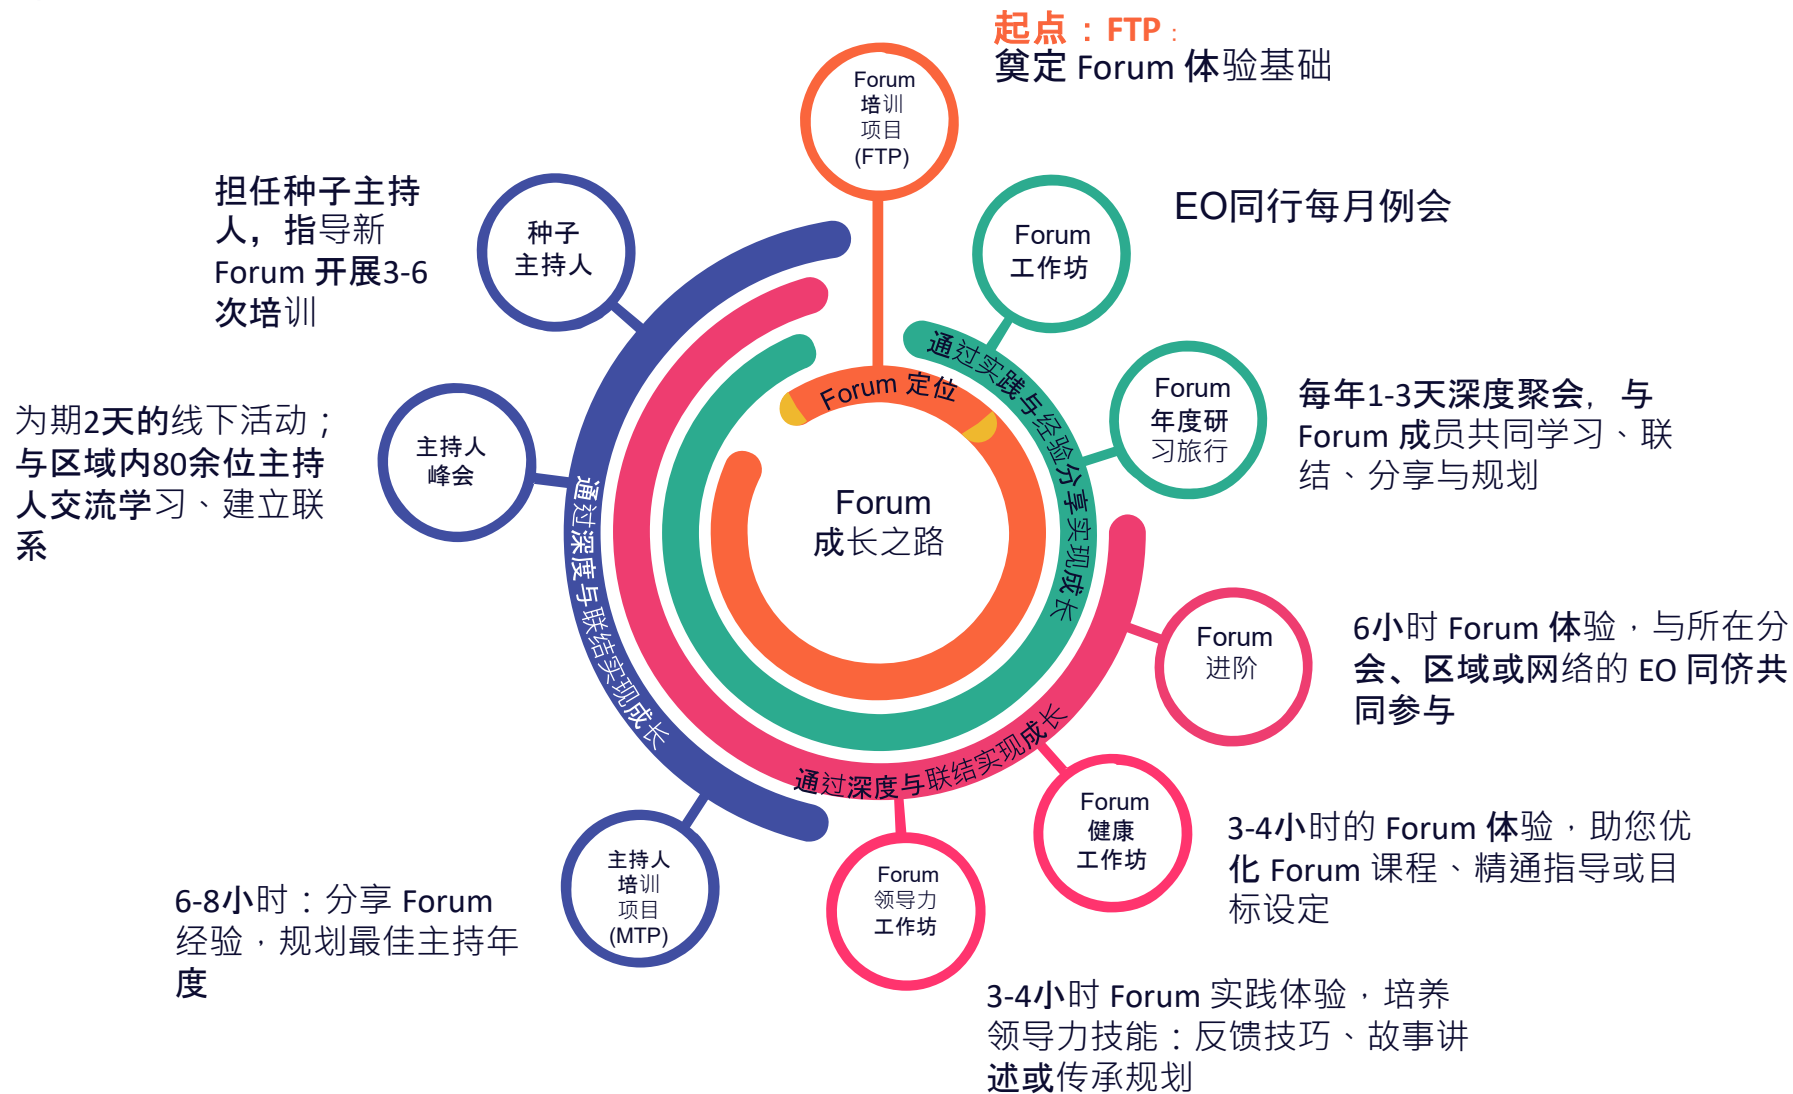 起点：FTP：
奠定 Forum 体验基础
Forum
培训
项目
(FTP)
EO同行每月例会
Forum
工作坊
Forum
年度研
习旅行
每年1-3天深度聚会，与
Forum 成员共同学习、联
结、分享与规划
Forum
进阶
6小时 Forum 体验，与所在分
会、区域或网络的 EO 同侪共
同参与
Forum
健康
工作坊
3-4小时的 Forum 体验，助您优
化 Forum 课程、精通指导或目
标设定
Forum
领导力
工作坊
3-4小时 Forum 实践体验，培养
领导力技能：反馈技巧、故事讲
述或传承规划
主持人
培训
项目
(MTP)
6-8小时：分享 Forum
经验，规划最佳主持年
度
主持人
峰会
为期2天的线下活动；
与区域内80余位主持
人交流学习、建立联
系
种子
主持人
担任种子主持
人，指导新
Forum 开展3-6
次培训
Forum 定位
通过实践与经验分享实现成长
通过深度与联结实现成长
通过深度与联结实现成长
Forum
成长之路